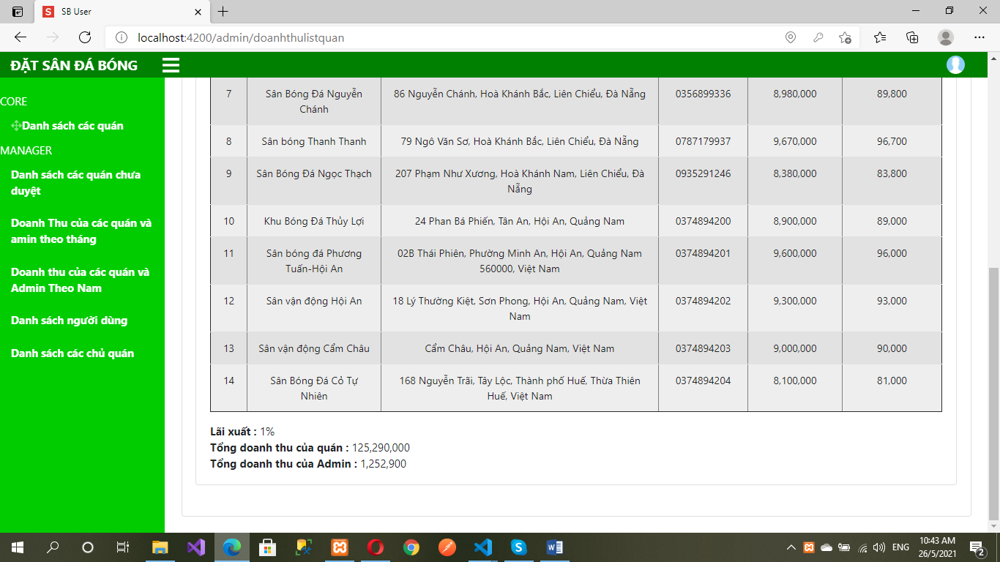 SB User
localhost:4200/admin/doanhthulistquan
ĐẶT SÂN ĐÁ BÓNG
CORE
Danh sách các quán
MANAGER
Danh sách các quán chưa
duyệt
Doanh Thu của các quán và
amin theo tháng
Doanh thu của các quán và
Admin Theo Nam
Danh sách người dùng
Danh sách các chủ quán
7 Sân Bóng Đá Nguyễn 86 Nguyễn Chánh, Hoà Khánh Bắc, Liên Chiểu, Đà Nẵng 0356899336 8,980,000 89,800
Chánh
8 Sân bóng Thanh Thanh 79 Ngô Văn Sơ, Hoà Khánh Bắc, Liên Chiểu, Đà Nẵng 0787179937 9,670,000 96,700
9 Sân Bóng Đá Ngọc Thạch 207 Phạm Như Xương, Hoà Khánh Nam, Liên Chiểu, Đà 0935291246 8,380,000 83,800
Nẵng
10 Khu Bóng Đá Thủy Lợi 24 Phan Bá Phiến, Tân An, Hội An, Quảng Nam 0374894200 8,900,000 89,000
11 Sân bóng đá Phương 02B Thái Phiên, Phường Minh An, Hội An, Quảng Nam 0374894201 9,600,000 96,000
Tuấn-Hội An 560000, Việt Nam
12 Sân vận động Hội An 18 Lý Thường Kiệt, Sơn Phong, Hội An, Quảng Nam, Việt 0374894202 9,300,000 93,000
Nam
13 Sân vận động Cẩm Châu Cẩm Châu, Hội An, Quảng Nam, Việt Nam 0374894203 9,000,000 90,000
14 Sân Bóng Đá Cỏ Tự 168 Nguyễn Trãi, Tây Lộc, Thành phố Huế, Thừa Thiên 0374894204 8,100,000 81,000
Nhiên Huế, Việt Nam
Lãi xuất : 1%
Tổng doanh thu của quán : 125,290,000
Tổng doanh thu của Admin : 1,252,900
ENG
10:43 AM
26/5/2021
2